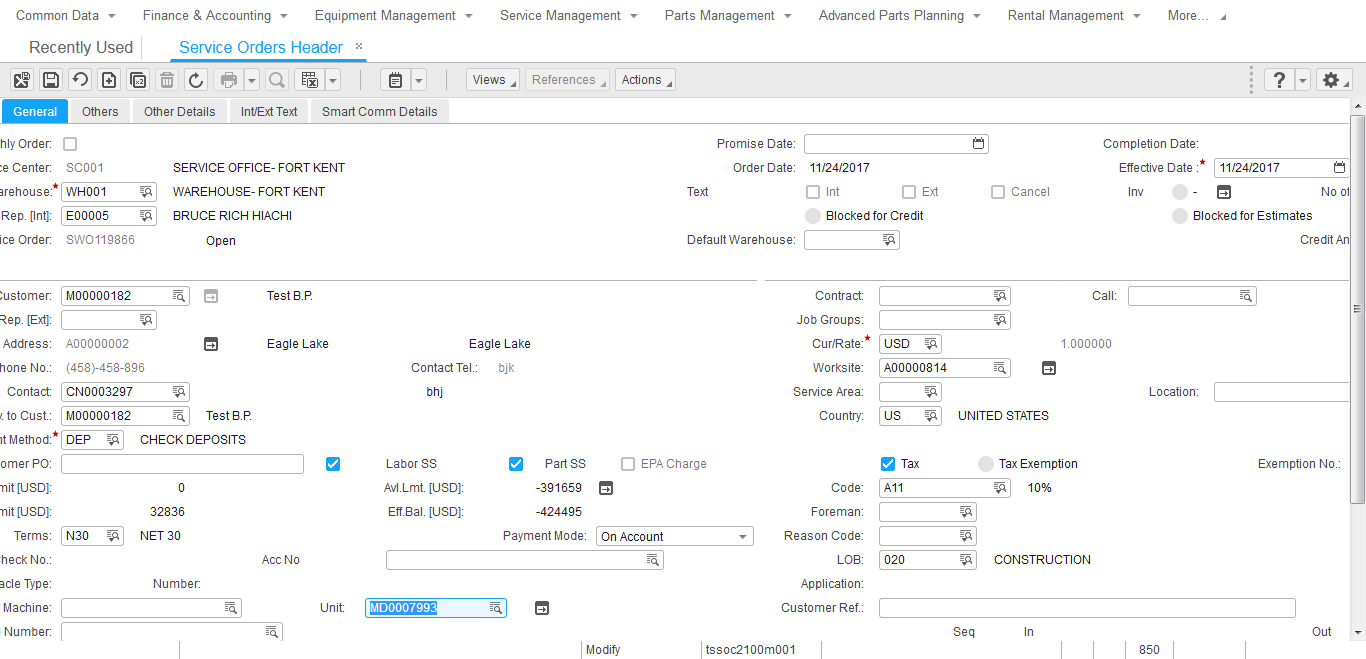 Common Data Finance & Accounting Equipment Management Service Management Parts Management Advanced Parts Planning Rental Management More...
Recently Used Service Orders Header ×
Views References Actions ?
General Others Other Details Int/Ext Text Smart Comm Details
hly Order: Promise Date: Completion Date:
ce Center: SC001 SERVICE OFFICE- FORT KENT Order Date: 11/24/2017 Effective Date :* 11/24/2017
arehouse:* WH001 WAREHOUSE- FORT KENT Text Int Ext Cancel Inv - No of
Rep. [Int]: E00005 BRUCE RICH HIACHI Blocked for Credit Blocked for Estimates
ice Order: SWO119866 Open Default Warehouse: Credit An
Customer: M00000182 Test B.P. Contract: Call:
Rep. [Ext]: Job Groups:
Address: A00000002 Eagle Lake Eagle Lake Cur/Rate:* USD 1.000000
hone No.: (458)-458-896 Contact Tel.: bjk Worksite: A00000814
Contact: CN0003297 bhj Service Area: Location:
. to Cust.: M00000182 Test B.P. Country: US UNITED STATES
nt Method:* DEP CHECK DEPOSITS
omer PO: Labor SS Part SS EPA Charge Tax Tax Exemption Exemption No.:
mit [USD]: 0 Avl.Lmt. [USD]: -391659 Code: A11 10%
mit [USD]: 32836 Eff.Bal. [USD]: -424495 Foreman:
Terms: N30 NET 30 Payment Mode: On Account Reason Code:
Check No.: Acc No LOB: 020 CONSTRUCTION
acle Type: Number: Application:
Machine: Unit: MD0007993 Customer Ref.:
l Number: Seq In Out
Modify tssoc2100m001 850